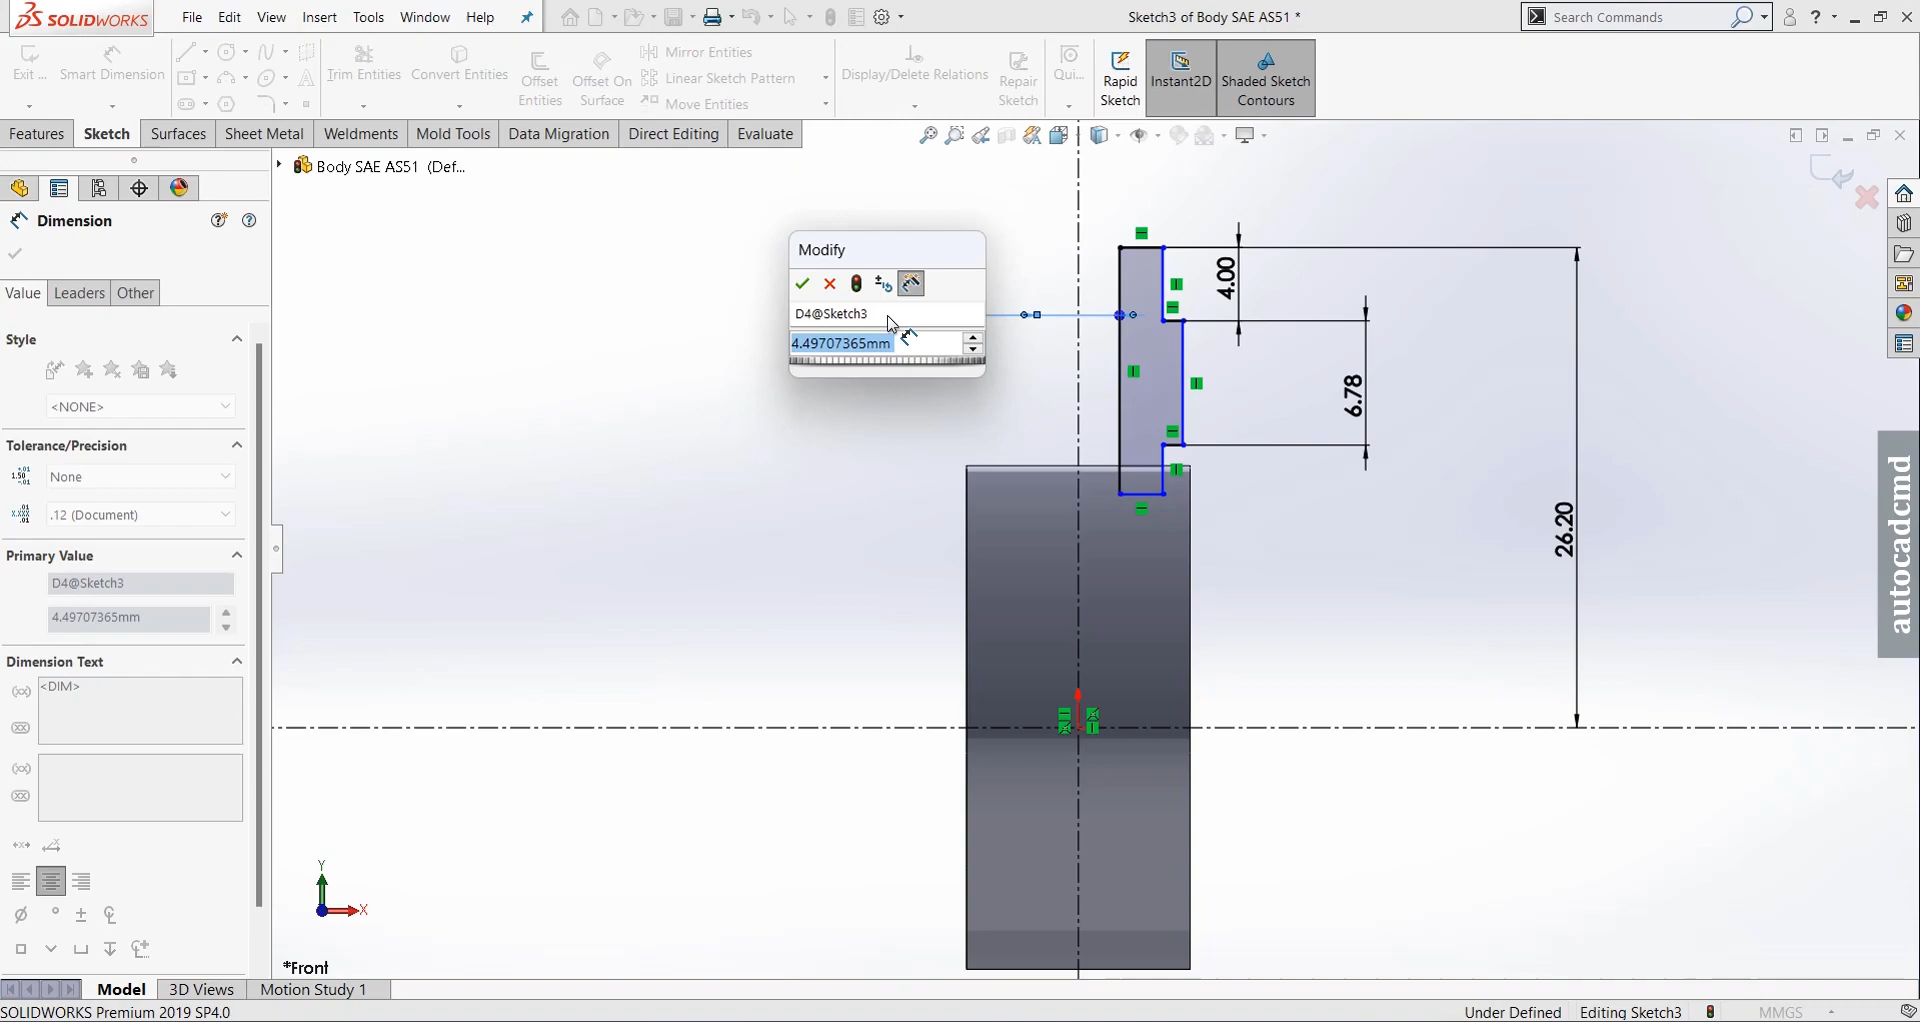 SOLIDWORKS
File Edit View Insert Tools Window Help
Sketch3 of Body SAE AS51 *
Search Commands
?
Exit ...
Smart Dimension
Trim Entities
Convert Entities
Offset
Entities
Offset On
Surface
Mirror Entities
Linear Sketch Pattern
Move Entities
Display/Delete Relations
Repair
Sketch
Qui...
Rapid
Sketch
Instant2D
Shaded Sketch
Contours
Features Sketch Surfaces Sheet Metal Weldments Mold Tools Data Migration Direct Editing Evaluate
Body SAE AS51 (Def...
Dimension
Value Leaders Other
Style
<NONE>
Tolerance/Precision
None
.12 (Document)
Primary Value
D4@Sketch3
4.49707365mm
Dimension Text
<DIM>
Modify
D4@Sketch3
4.49707365mm
4.00
6.78
26.20
autocadcmd
Y
X
*Front
Model 3D Views Motion Study 1
SOLIDWORKS Premium 2019 SP4.0
Under Defined Editing Sketch3 MMGS